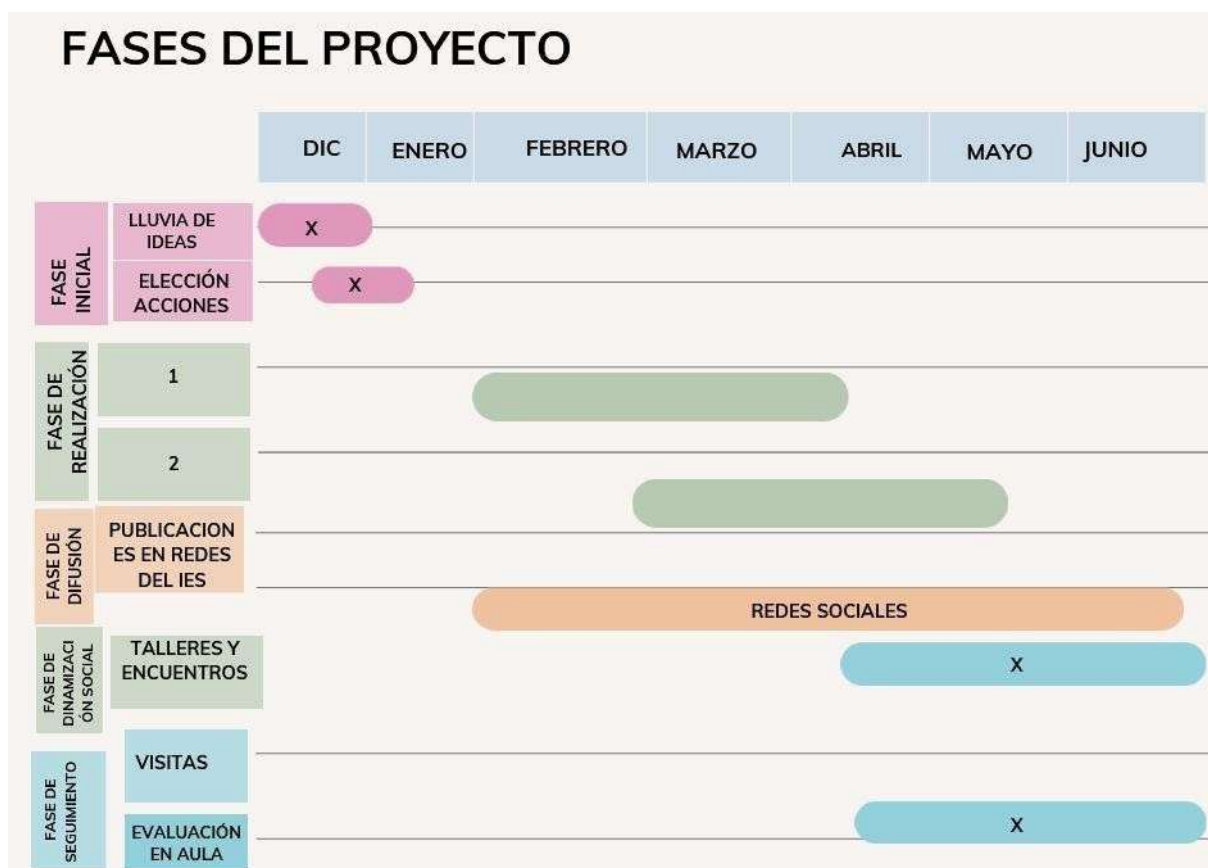 FASES DEL PROYECTO
DIC
ENERO
FEBRERO
MARZO
ABRIL
MAYO
JUNIO
FASE
INICIAL
LLUVIA DE
IDEAS
X
ELECCIÓN
ACCIONES
X
FASE DE
REALIZACIÓN
1
2
FASE DE
DIFUSIÓN
PUBLICACION
ES EN REDES
DEL IES
REDES SOCIALES
FASE DE
DINAMIZACI
ÓN SOCIAL
TALLERES Y
ENCUENTROS
X
FASE DE
SEGUIMIENTO
VISITAS
EVALUACIÓN
EN AULA
X